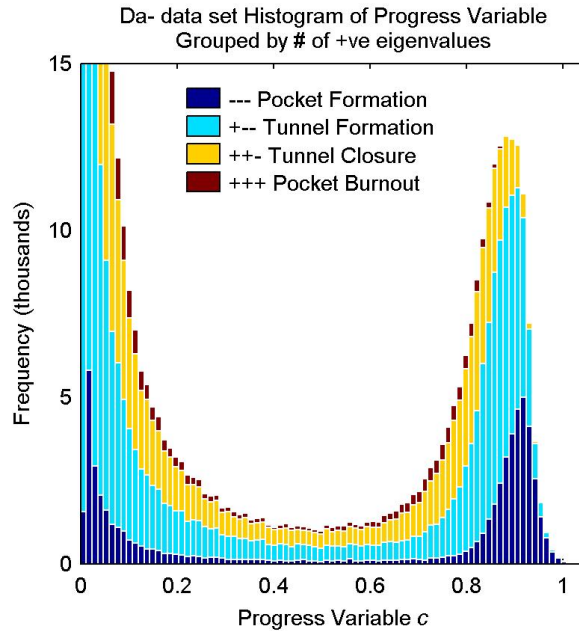 Da- data set Histogram of Progress Variable
Grouped by # of +ve eigenvalues
15
--- Pocket Formation
+-- Tunnel Formation
++- Tunnel Closure
+++ Pocket Burnout
10
Frequency (thousands)
5
0
0 0.2 0.4 0.6 0.8 1
Progress Variable c